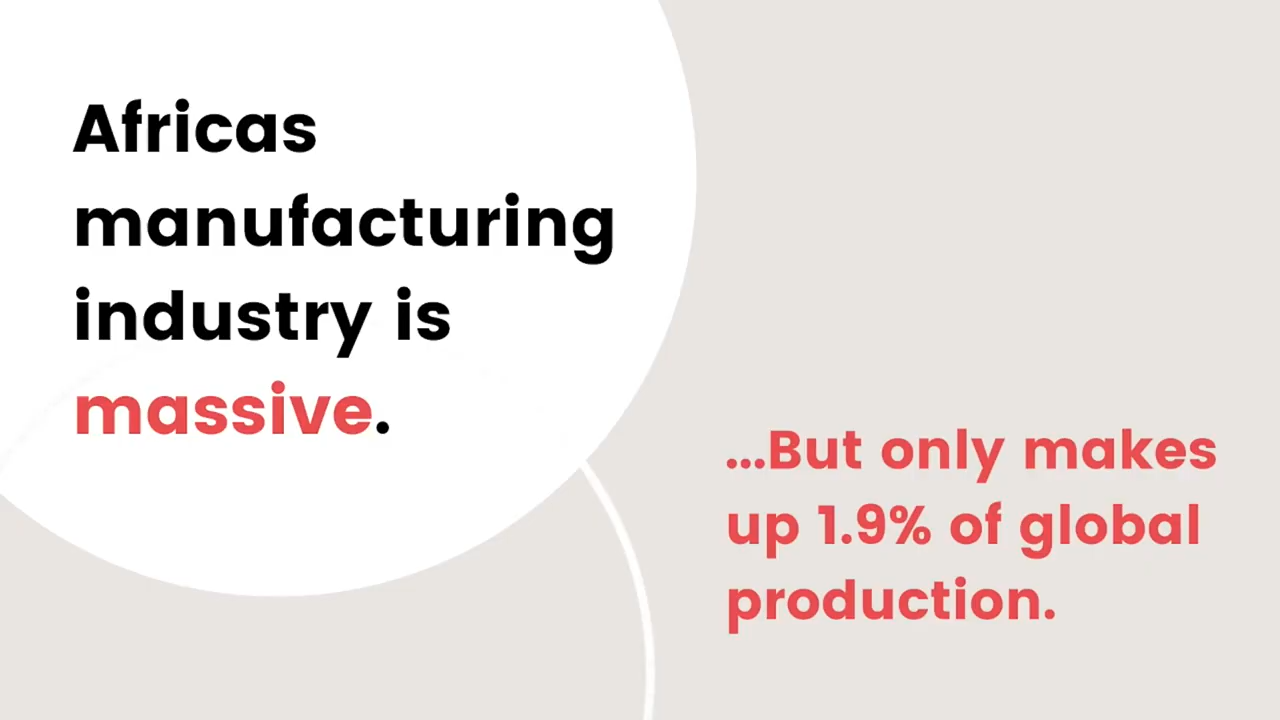 Africas
manufacturing
industry is
massive.
...But only makes
up 1.9% of global
production.